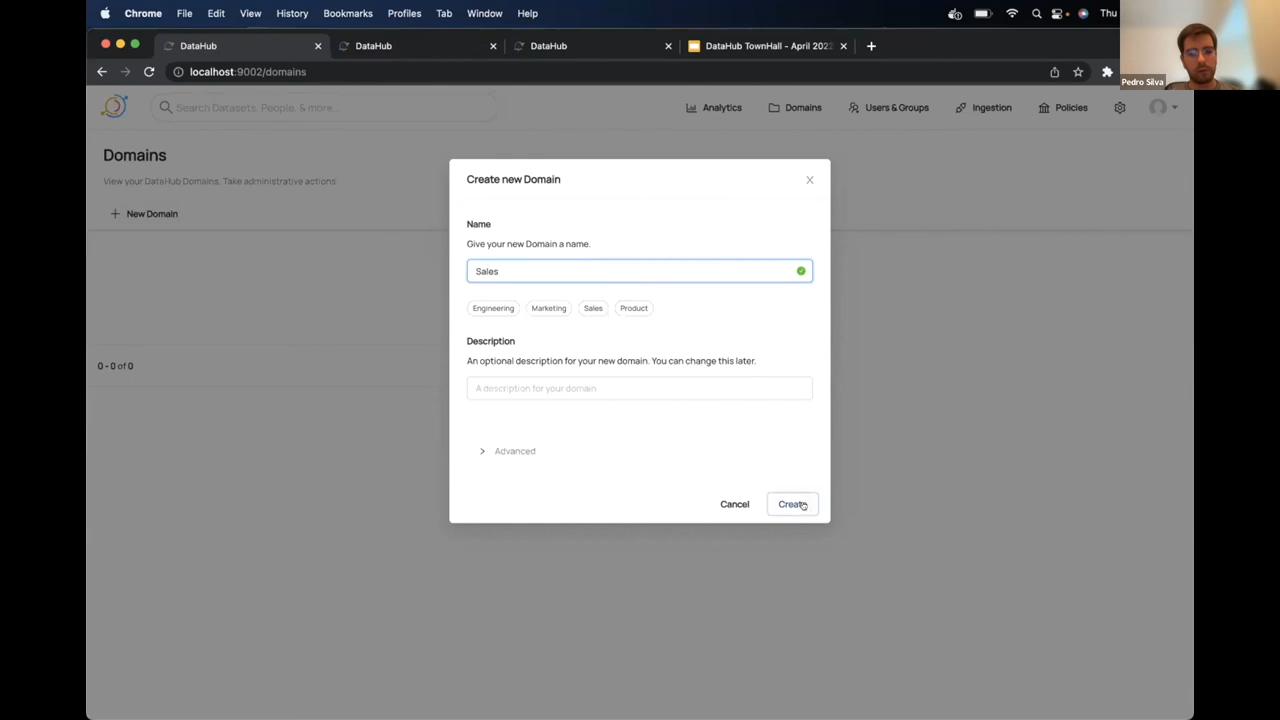 Chrome File Edit View History Bookmarks Profiles Tab Window Help Thu
DataHub DataHub DataHub DataHub TownHall - April 2022
localhost:9002/domains
Pedro Silva
Search Datasets, People, & more... Analytics Domains Users & Groups Ingestion Policies
Domains
View your DataHub Domains. Take administrative actions
New Domain
0 - 0 of 0
Create new Domain
Name
Give your new Domain a name.
Sales
Engineering Marketing Sales Product
Description
An optional description for your new domain. You can change this later.
A description for your domain
Advanced
Cancel Create